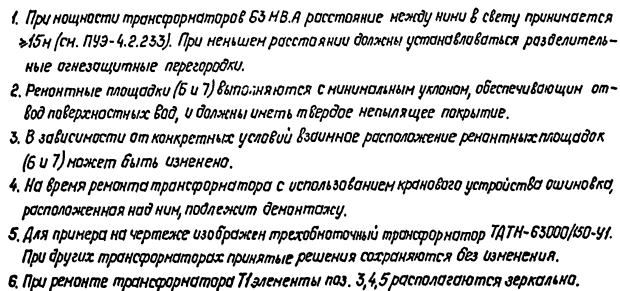 1. При мощности трансформаторов 63 МВ.А расстояние между ними в свету принимается
≥15м (см. ПУЭ-4.2.233). При меньшем расстоянии должны устанавливаться разделитель-
ные огнезащитные перегородки.
2. Ремонтные площадки (6 и 7) выполняются с минимальным уклоном, обеспечивающим от-
вод поверхностных вод, и должны иметь твердое непылящее покрытие.
3. В зависимости от конкретных условий взаимное расположение ремонтных площадок
(6 и 7) может быть изменено.
4. На время ремонта трансформатора с использованием кранового устройства ошиновка,
расположенная над ним, подлежит демонтажу.
5. Для примера на чертеже изображен трехобмоточный трансформатор ТДТН-63000/150-У1.
При других трансформаторах принятые решения сохраняются без изменения.
6. При ремонте трансформатора Т1 элементы поз. 3,4,5 располагаются зеркально.